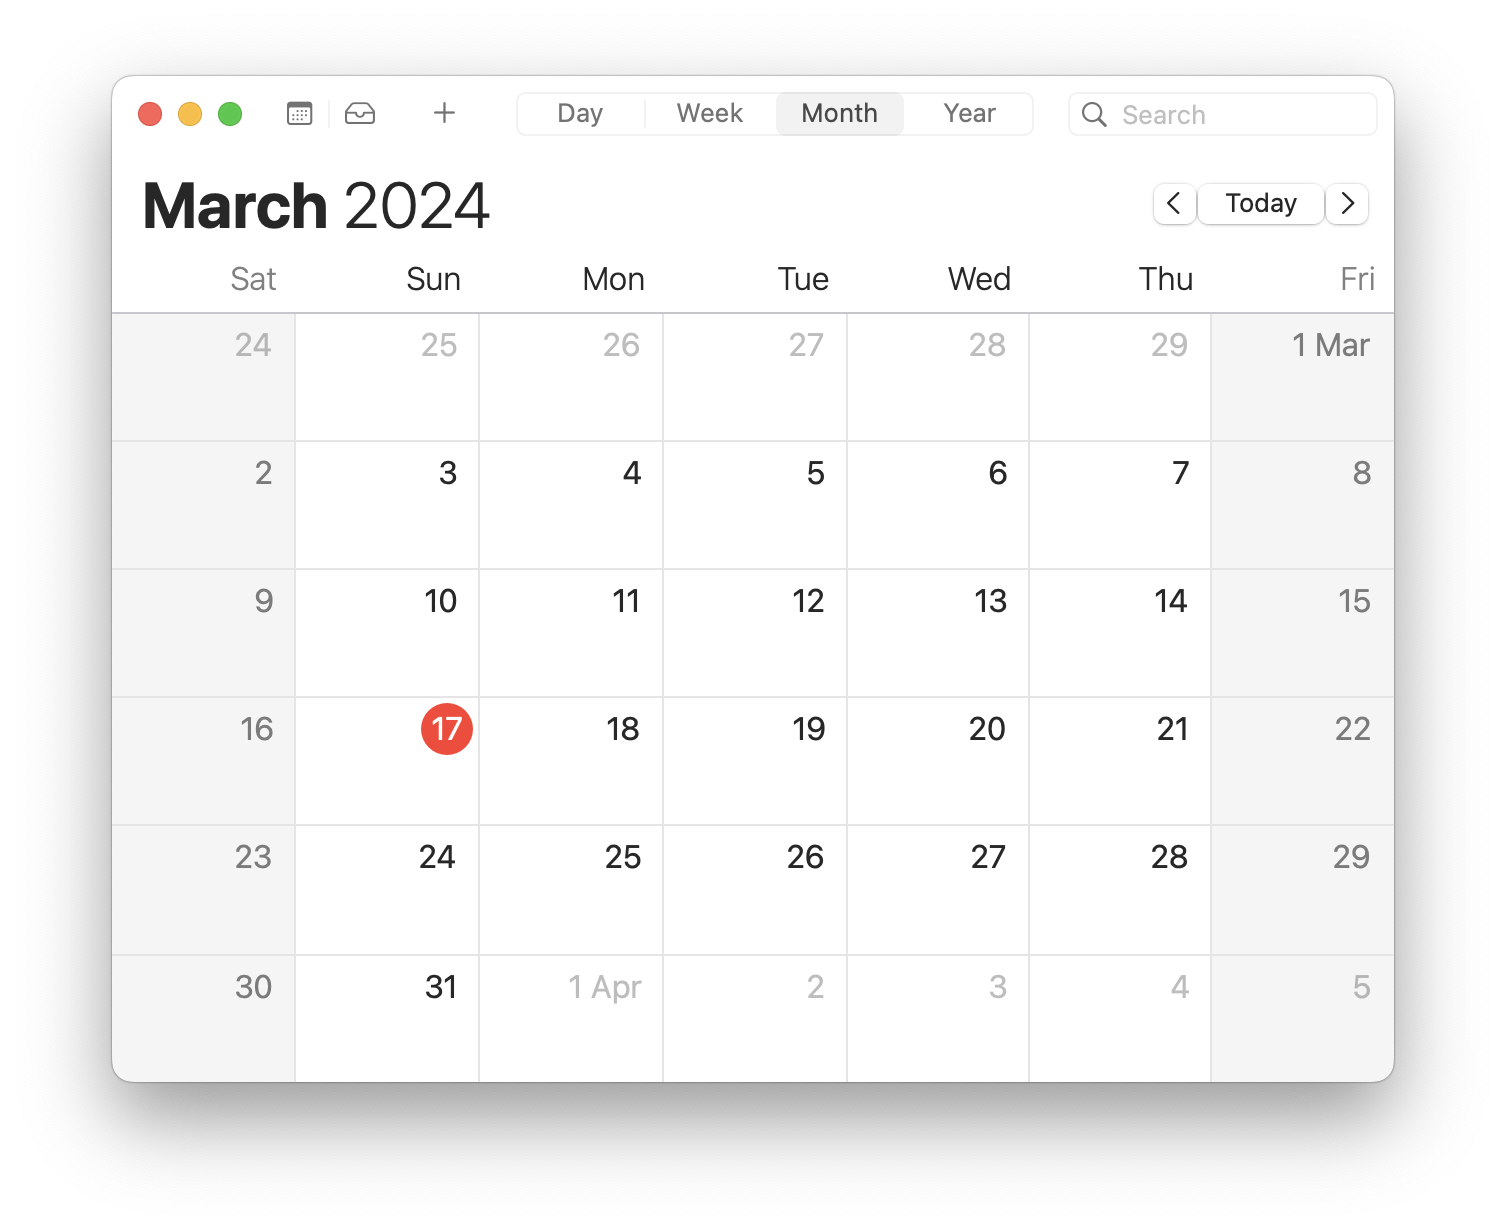 Day Week Month Year Search
March 2024 Today
Sat Sun Mon Tue Wed Thu Fri
24 25 26 27 28 29 1 Mar
2 3 4 5 6 7 8
9 10 11 12 13 14 15
16 17 18 19 20 21 22
23 24 25 26 27 28 29
30 31 1 Apr 2 3 4 5